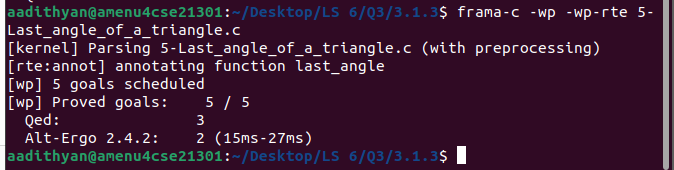 aadithyan@amenu4cse21301:~/Desktop/LS 6/Q3/3.1.3$ frama-c -wp -wp-rte 5-
Last_angle_of_a_triangle.c
[kernel] Parsing 5-Last_angle_of_a_triangle.c (with preprocessing)
[rte:annot] annotating function last_angle
[wp] 5 goals scheduled
[wp] Proved goals:    5 / 5
  Qed:             3
  Alt-Ergo 2.4.2:    2 (15ms-27ms)
aadithyan@amenu4cse21301:~/Desktop/LS 6/Q3/3.1.3$